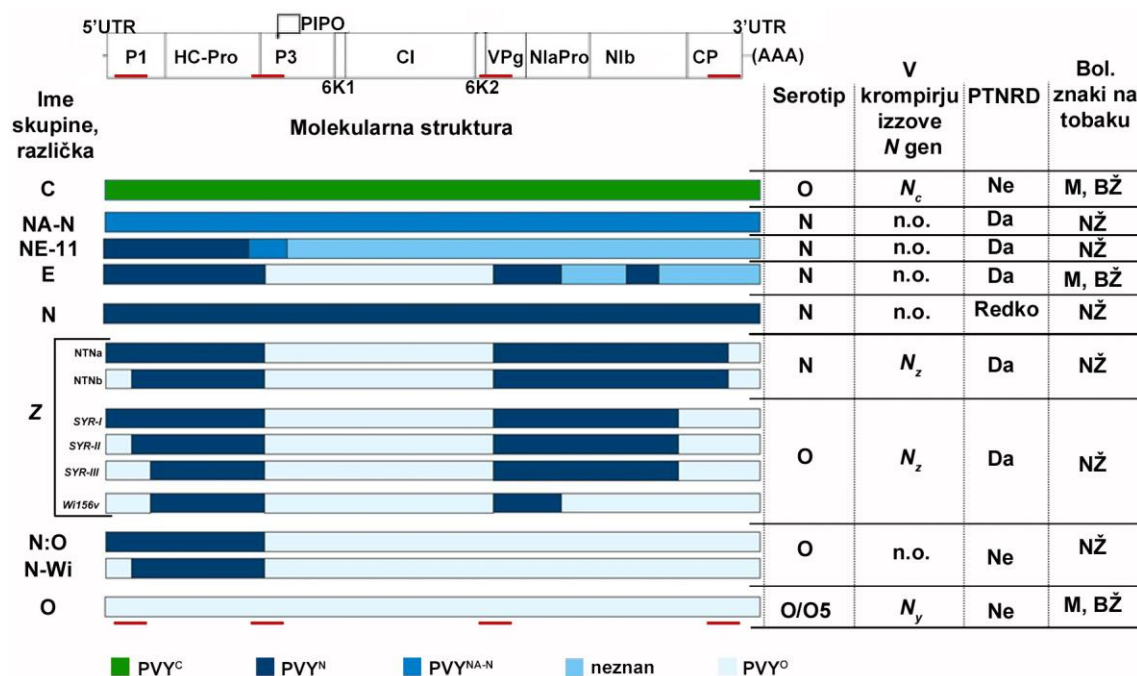 5'UTR
PIPO
3'UTR
P1 HC-Pro P3 CI VPg NIaPro NIb CP (AAA)
6K1 6K2
Ime
skupine,
različka
Molekularna struktura
Serotip
V
krompirju
izzove
N gen
PTNRD
Bol.
znaki na
tobaku
C O Nc Ne M, BŽ
NA-N N n.o. Da NŽ
NE-11 N n.o. Da NŽ
E N n.o. Da M, BŽ
N N n.o. Redko NŽ
Z
NTNa
NTNb
N Nz Da NŽ
SYR-I
SYR-II
SYR-III
Wi156v
O Nz Da NŽ
N:O
N-Wi
O n.o. Ne NŽ
O O/O5 Ny Ne M, BŽ
PVYC PVYN PVYNA-N neznan PVYO